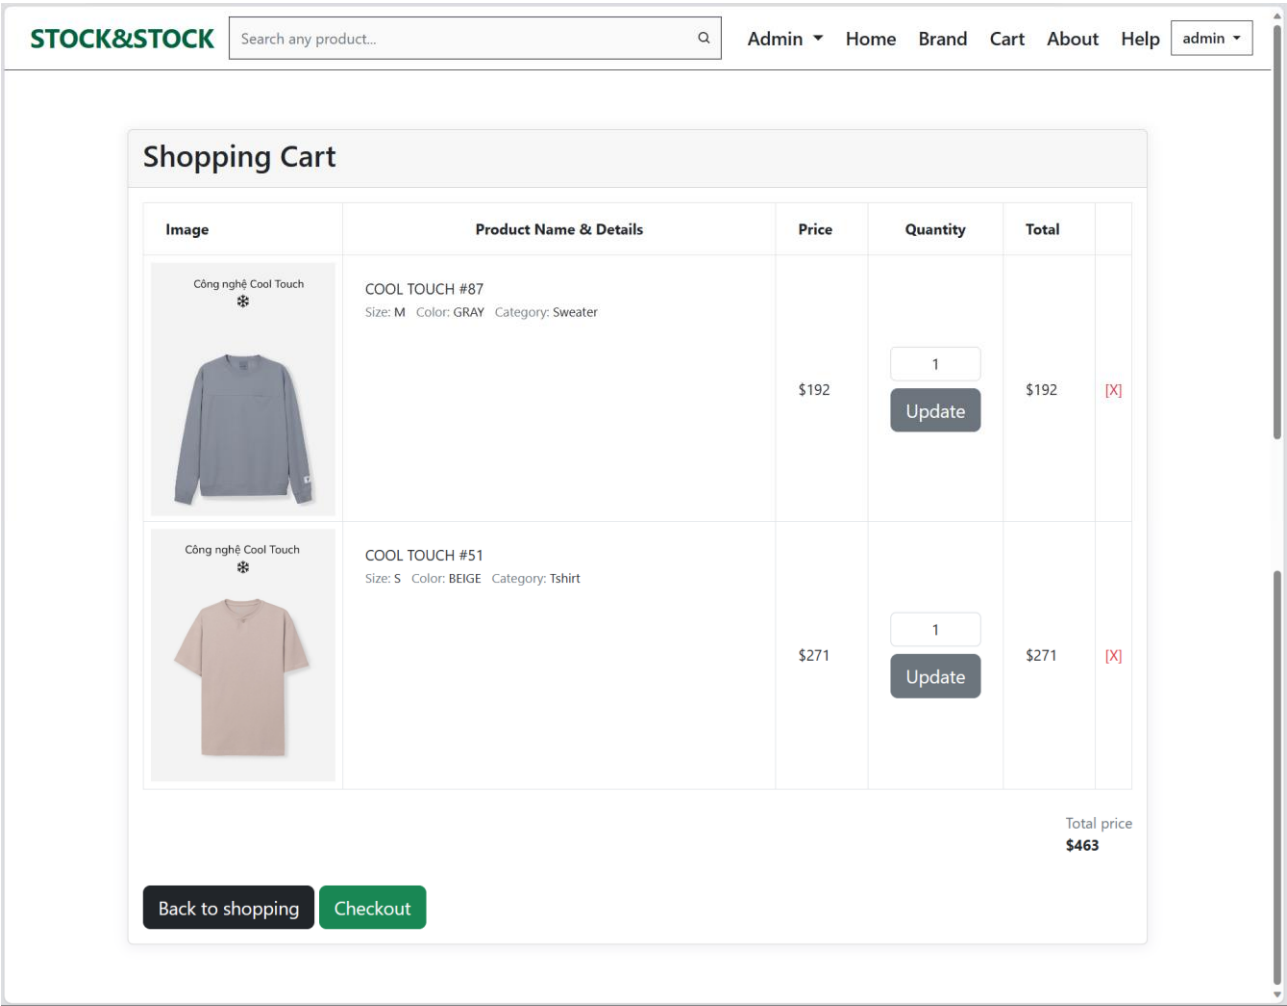 STOCK&STOCK Search any product... Admin Home Brand Cart About Help admin
Shopping Cart
Image Product Name & Details Price Quantity Total
Công nghệ Cool Touch
COOL TOUCH #87
Size: M Color: GRAY Category: Sweater
1
$192 $192 [X]
Update
Công nghệ Cool Touch
COOL TOUCH #51
Size: S Color: BEIGE Category: Tshirt
1
$271 $271 [X]
Update
Total price
$463
Back to shopping Checkout